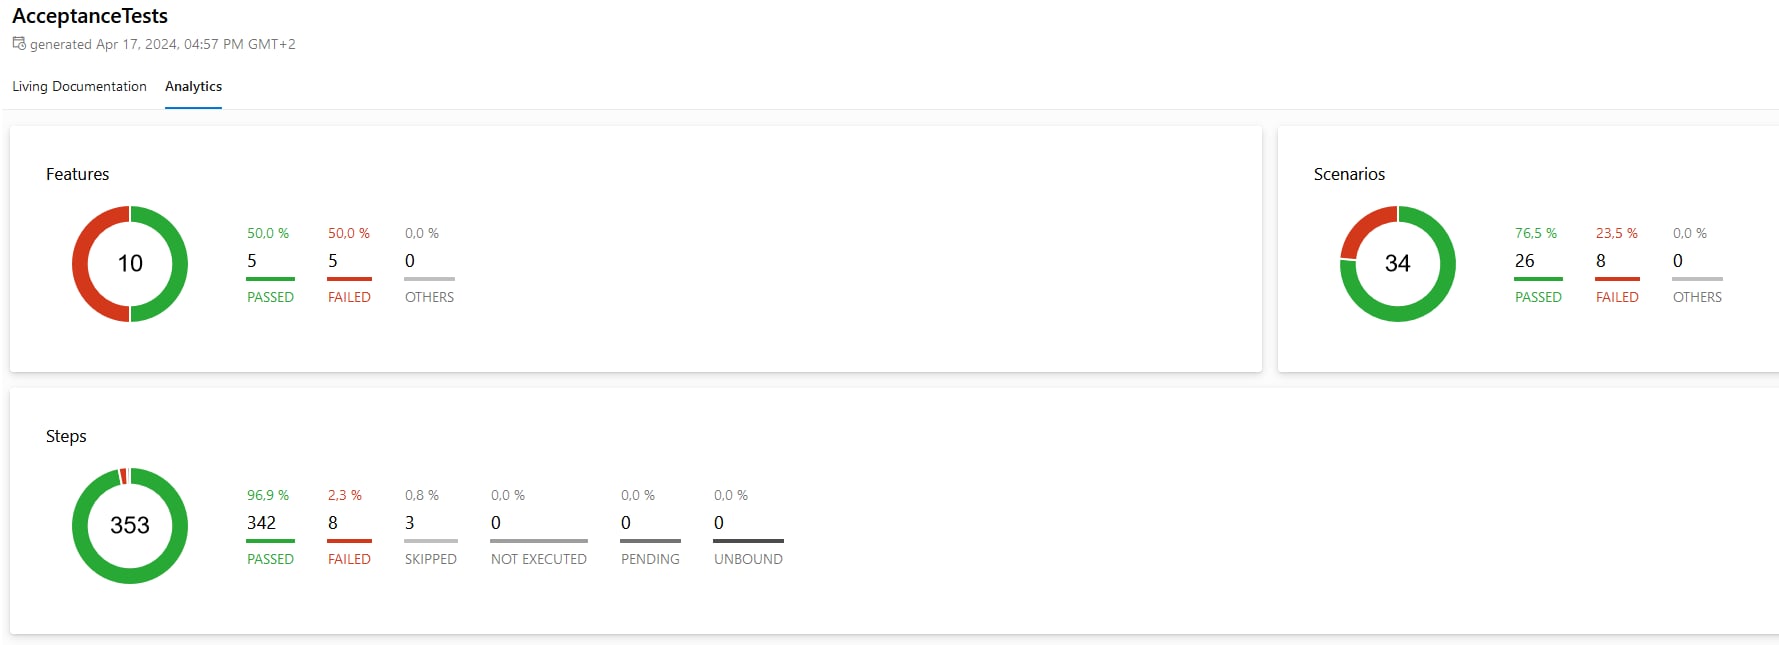 AcceptanceTests
generated Apr 17, 2024, 04:57 PM GMT+2
Living Documentation Analytics
Features
10
50,0 % 50,0 % 0,0 %
5 5 0
PASSED FAILED OTHERS
Scenarios
34
76,5 % 23,5 % 0,0 %
26 8 0
PASSED FAILED OTHERS
Steps
353
96,9 % 2,3 % 0,8 % 0,0 % 0,0 % 0,0 %
342 8 3 0 0 0
PASSED FAILED SKIPPED NOT EXECUTED PENDING UNBOUND